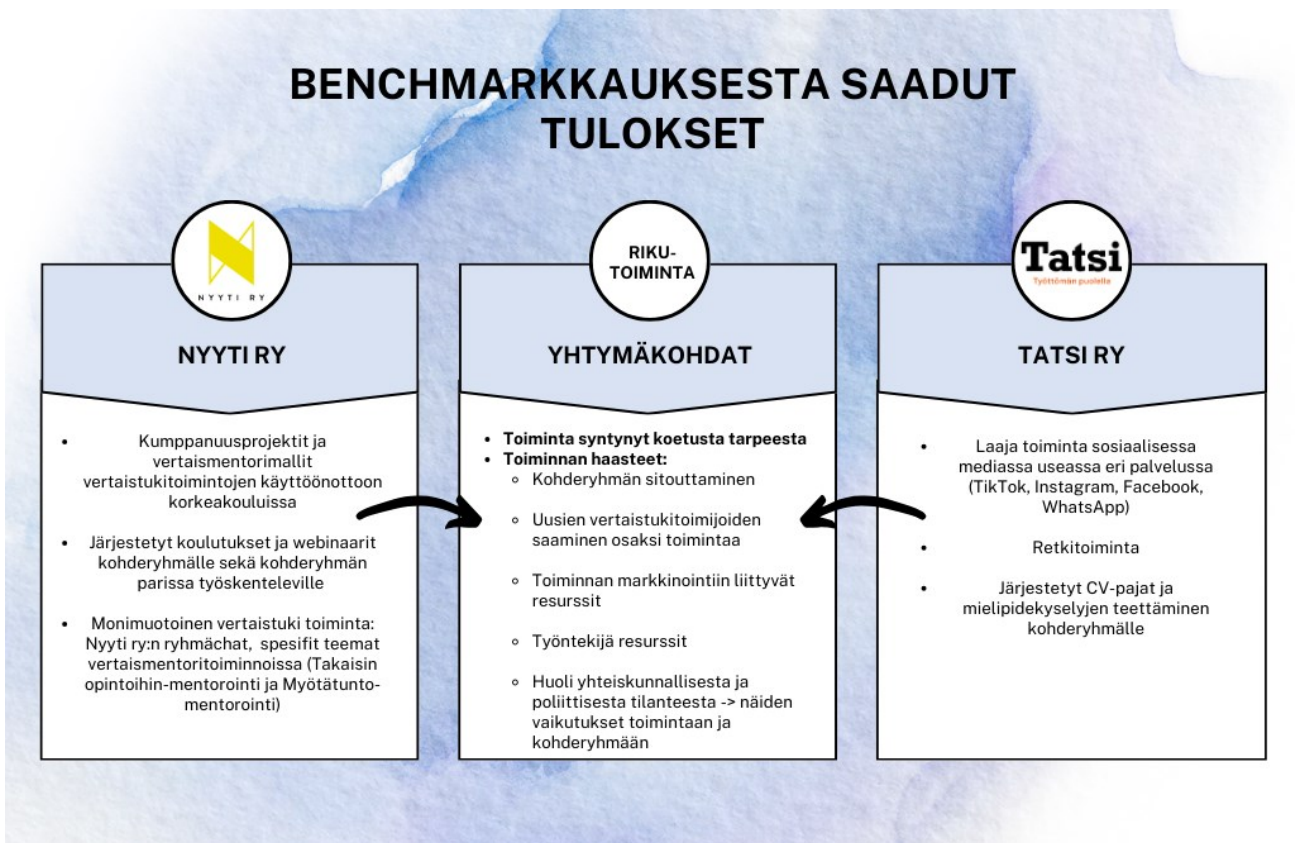 BENCHMARKKAUKSESTA SAADUT
TULOKSET
NYYTI RY
NYYTI RY
Kumppanuusprojektit ja
vertaismentorimallit
vertaistukitoimintojen käyttöönottoon
korkeakouluissa
Järjestetyt koulutukset ja webinaarit
kohderyhmälle sekä kohderyhmän
parissa työskenteleville
Monimuotoinen vertaistuki toiminta:
Nyyti ry:n ryhmächat, spesifit teemat
vertaismentoritoiminnoissa (Takaisin
opintoihin-mentorointi ja Myötätunto-
mentorointi)
RIKU-
TOIMINTA
YHTYMÄKOHDAT
Toiminta syntynyt koetusta tarpeesta
Toiminnan haasteet:
Kohderyhmän sitouttaminen
Uusien vertaistukitoimijoiden
saaminen osaksi toimintaa
Toiminnan markkinointiin liittyvät
resurssit
Työntekijä resurssit
Huoli yhteiskunnallisesta ja
poliittisesta tilanteesta -> näiden
vaikutukset toimintaan ja
kohderyhmään
Tatsi
Työttömän puolella
TATSI RY
Laaja toiminta sosiaalisessa
mediassa useassa eri palvelussa
(TikTok, Instagram, Facebook,
WhatsApp)
Retkitoiminta
Järjestetyt CV-pajat ja
mielipidekyselyjen teettäminen
kohderyhmälle